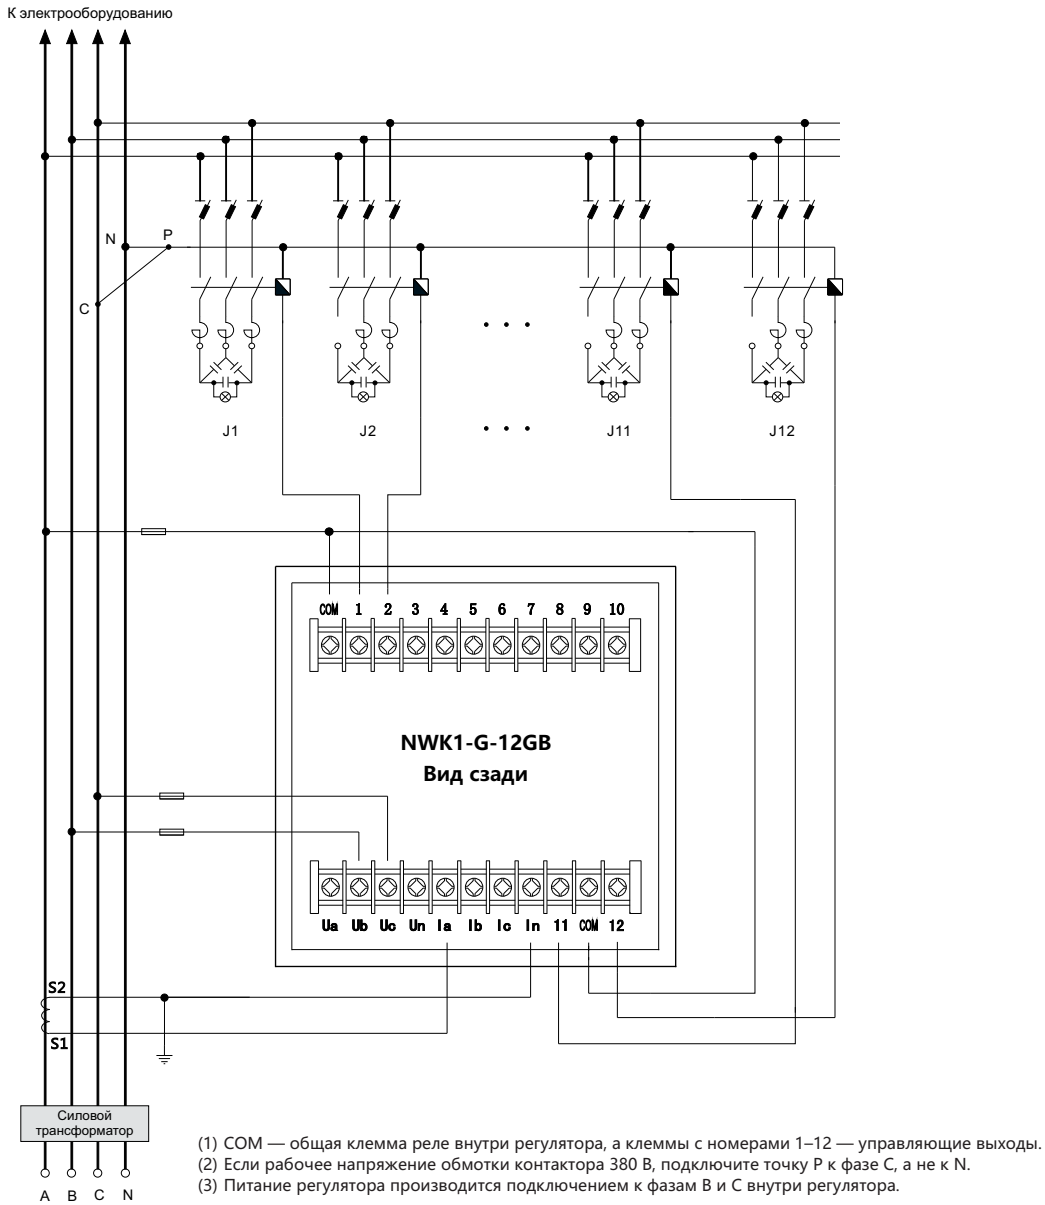 К электрооборудованию
N
P
C
J1
J2
J11
J12
COM 1 2 3 4 5 6 7 8 9 10
NWK1-G-12GB
Вид сзади
Ua Ub Uc Un Ia Ib Ic In 11 COM 12
S2
S1
Силовой
трансформатор
A B C N
(1) COM — общая клемма реле внутри регулятора, а клеммы с номерами 1–12 — управляющие выходы.
(2) Если рабочее напряжение обмотки контактора 380 В, подключите точку P к фазе C, а не к N.
(3) Питание регулятора производится подключением к фазам B и C внутри регулятора.